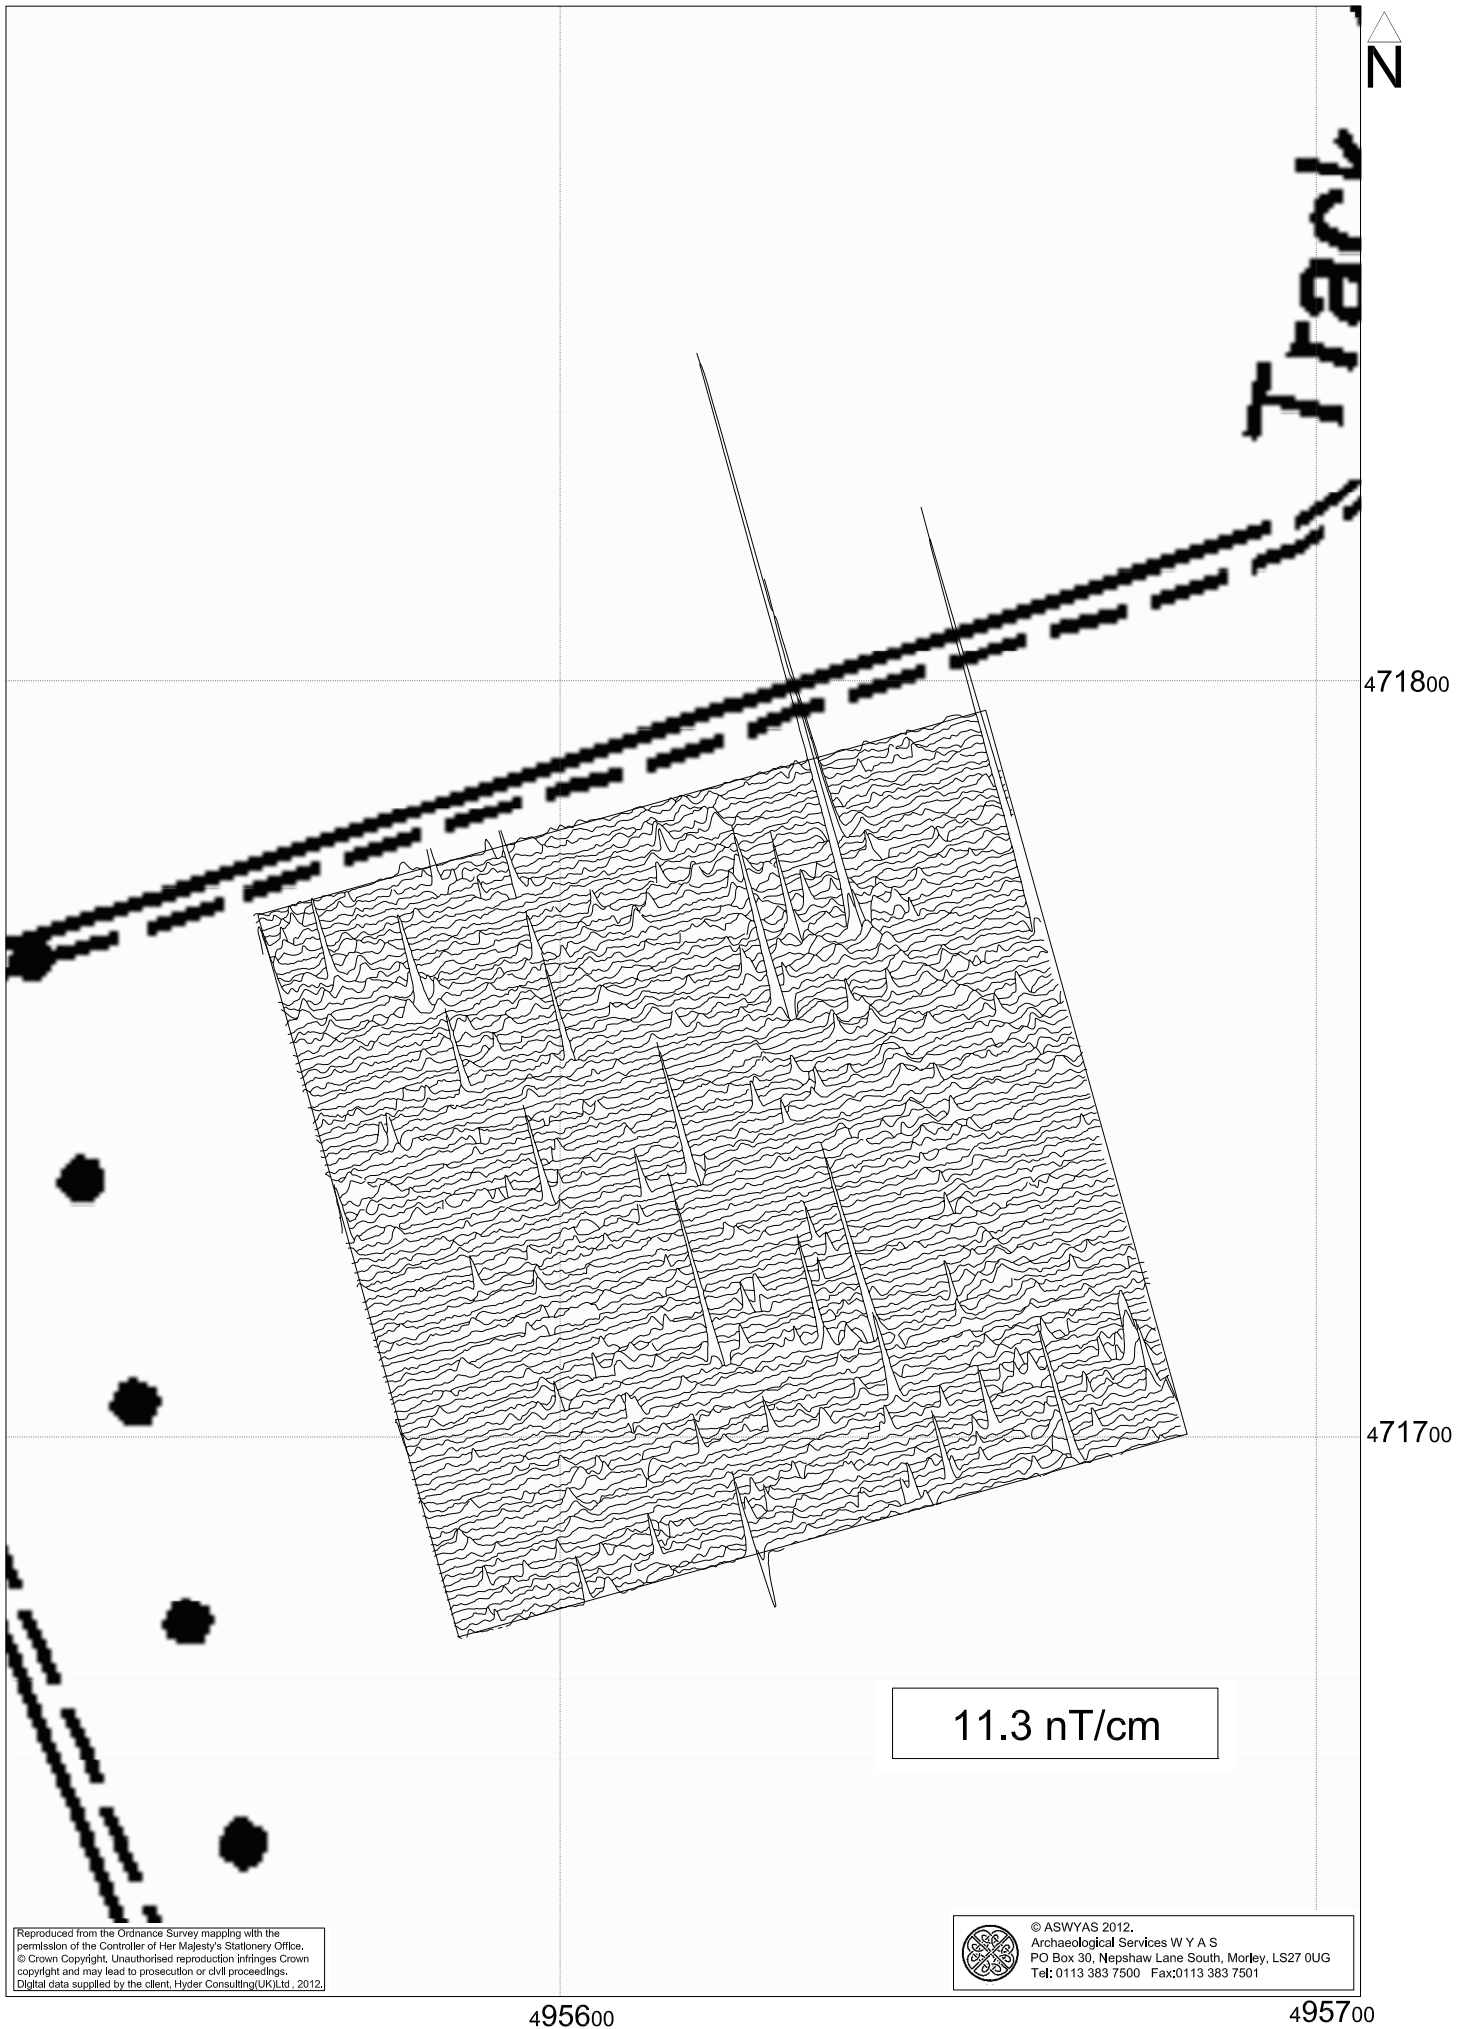 N
Track
471800
471700
11.3 nT/cm
Reproduced from the Ordnance Survey mapping with the
permission of the Controller of Her Majesty's Stationery Office.
© Crown Copyright. Unauthorised reproduction infringes Crown
copyright and may lead to prosecution or civil proceedings.
Digital data supplied by the client, Hyder Consulting(UK)Ltd , 2012.
© ASWYAS 2012.
Archaeological Services W Y A S
PO Box 30, Nepshaw Lane South, Morley, LS27 0UG
Tel: 0113 383 7500 Fax:0113 383 7501
495600
495700